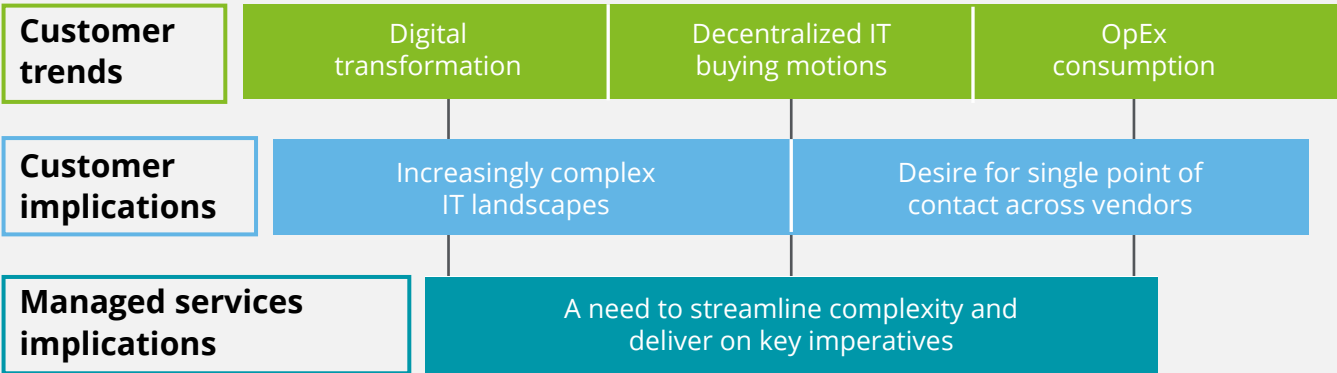 Customer
trends
Digital
transformation
Decentralized IT
buying motions
OpEx
consumption
Customer
implications
Increasingly complex
IT landscapes
Desire for single point of
contact across vendors
Managed services
implications
A need to streamline complexity and
deliver on key imperatives